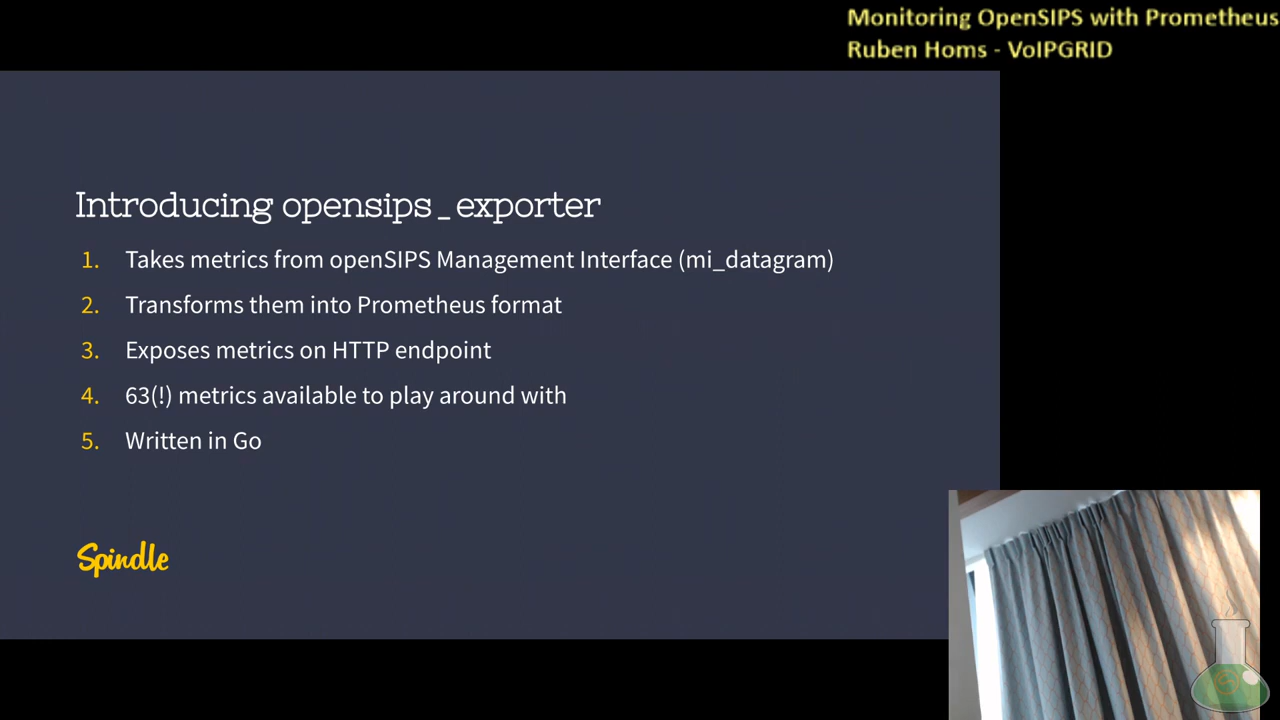 Monitoring OpenSIPS with Prometheus
Ruben Homs - VoIPGRID
Introducing opensips_exporter
1. Takes metrics from openSIPS Management Interface (mi_datagram)
2. Transforms them into Prometheus format
3. Exposes metrics on HTTP endpoint
4. 63(!) metrics available to play around with
5. Written in Go
Spindle